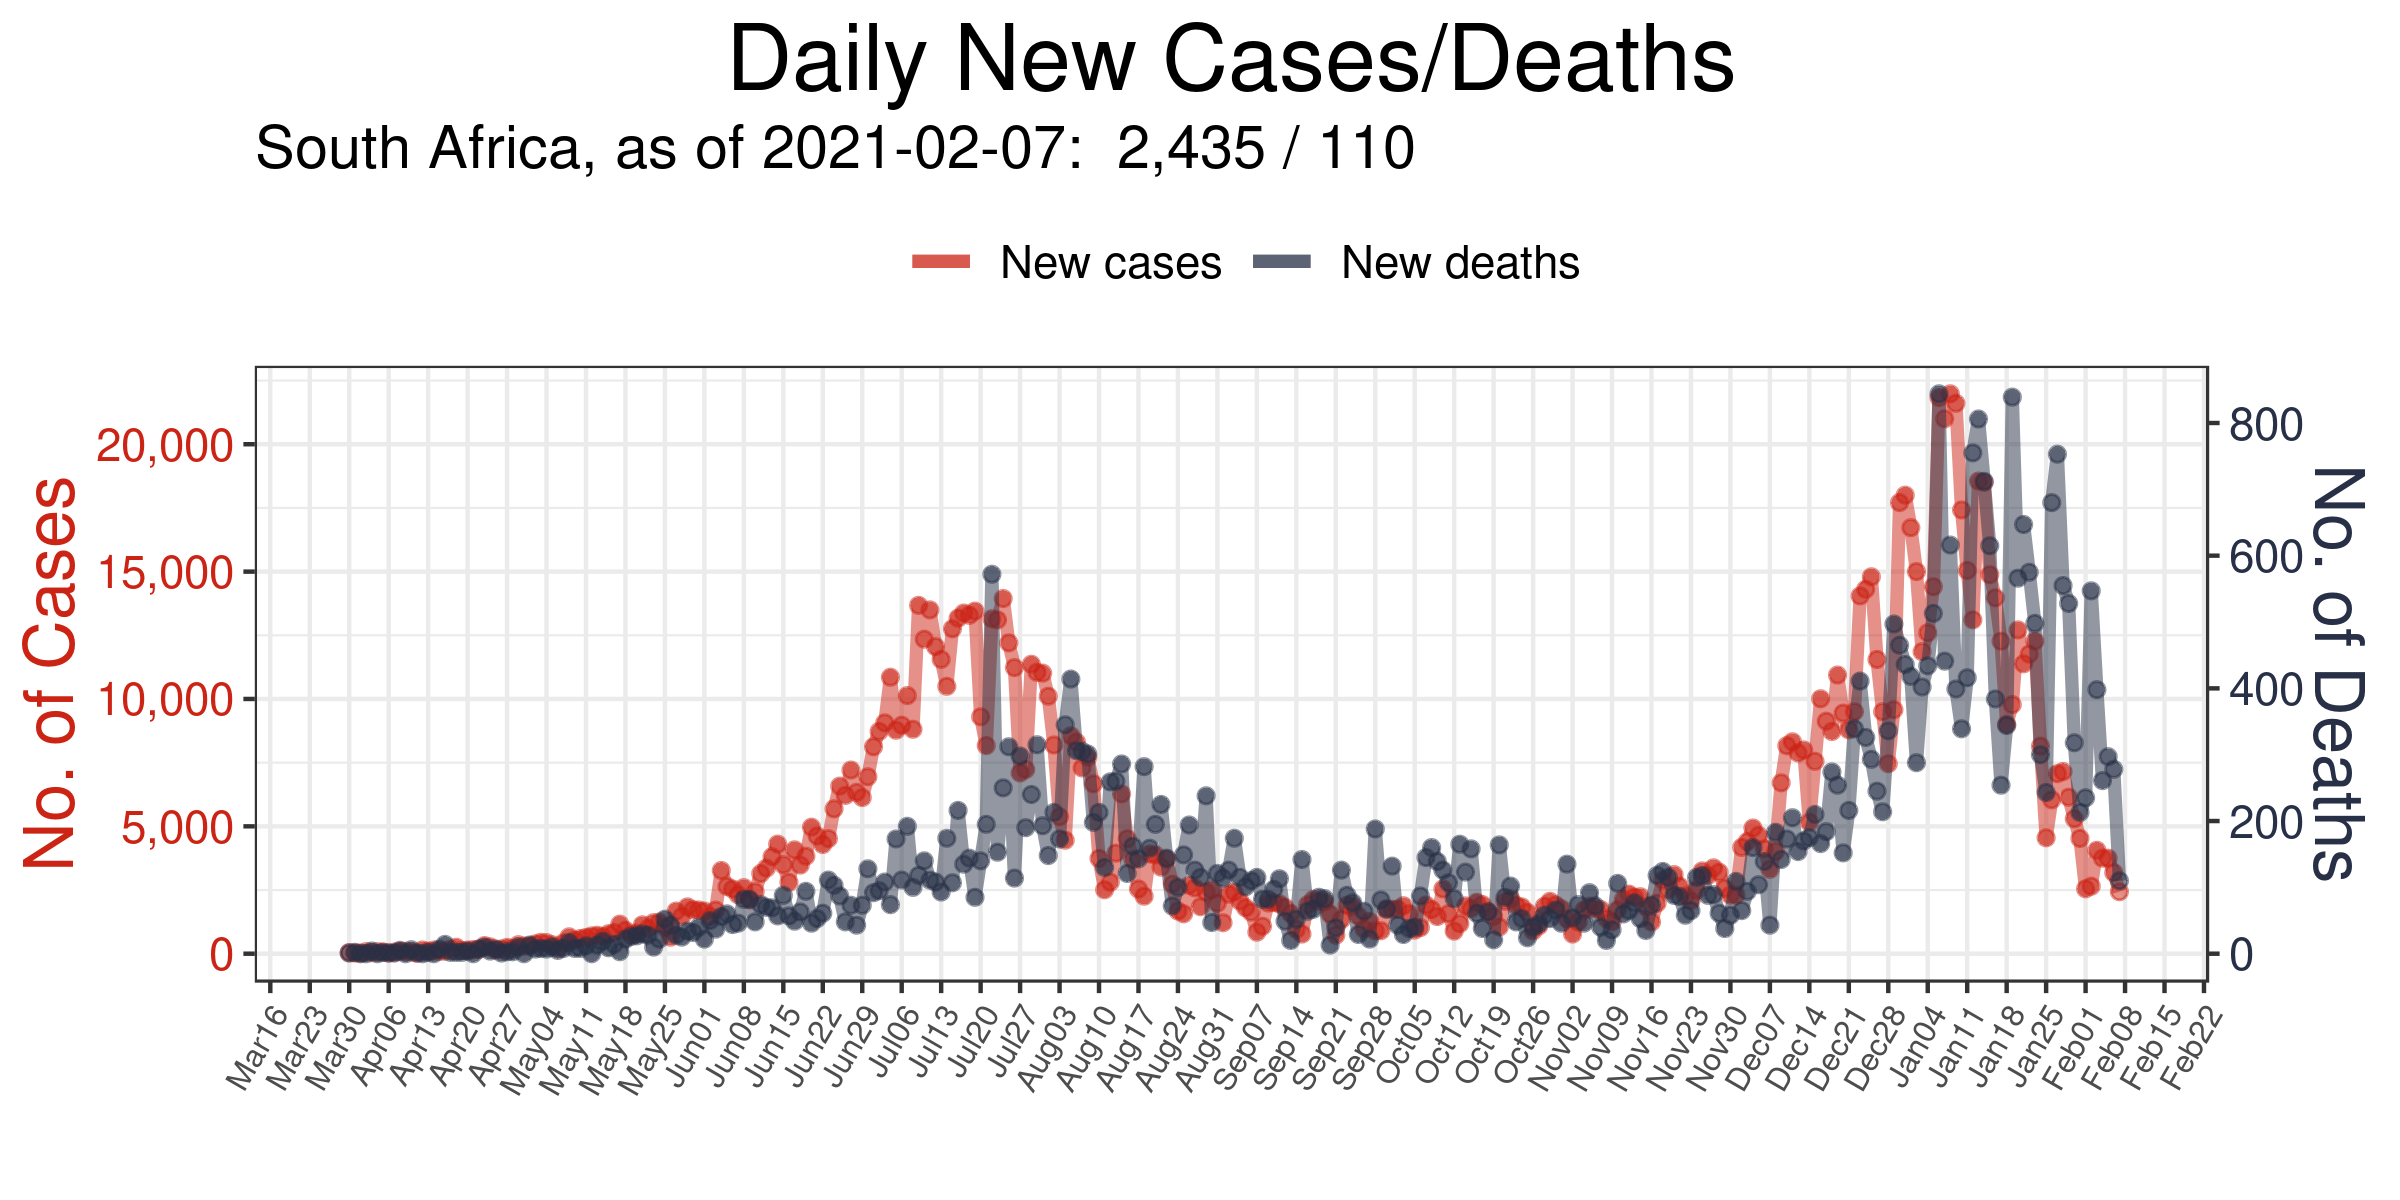 Daily New Cases/Deaths
South Africa, as of 2021-02-07:  2,435 / 110
New cases New deaths
No. of Cases
20,000
15,000
10,000
5,000
0
800
600
400
200
0
No. of Deaths
Mar16 Mar23 Mar30 Apr06 Apr13 Apr20 Apr27 May04 May11 May18 May25 Jun01 Jun08 Jun15 Jun22 Jun29 Jul06 Jul13 Jul20 Jul27 Aug03 Aug10 Aug17 Aug24 Aug31 Sep07 Sep14 Sep21 Sep28 Oct05 Oct12 Oct19 Oct26 Nov02 Nov09 Nov16 Nov23 Nov30 Dec07 Dec14 Dec21 Dec28 Jan04 Jan11 Jan18 Jan25 Feb01 Feb08 Feb15 Feb22